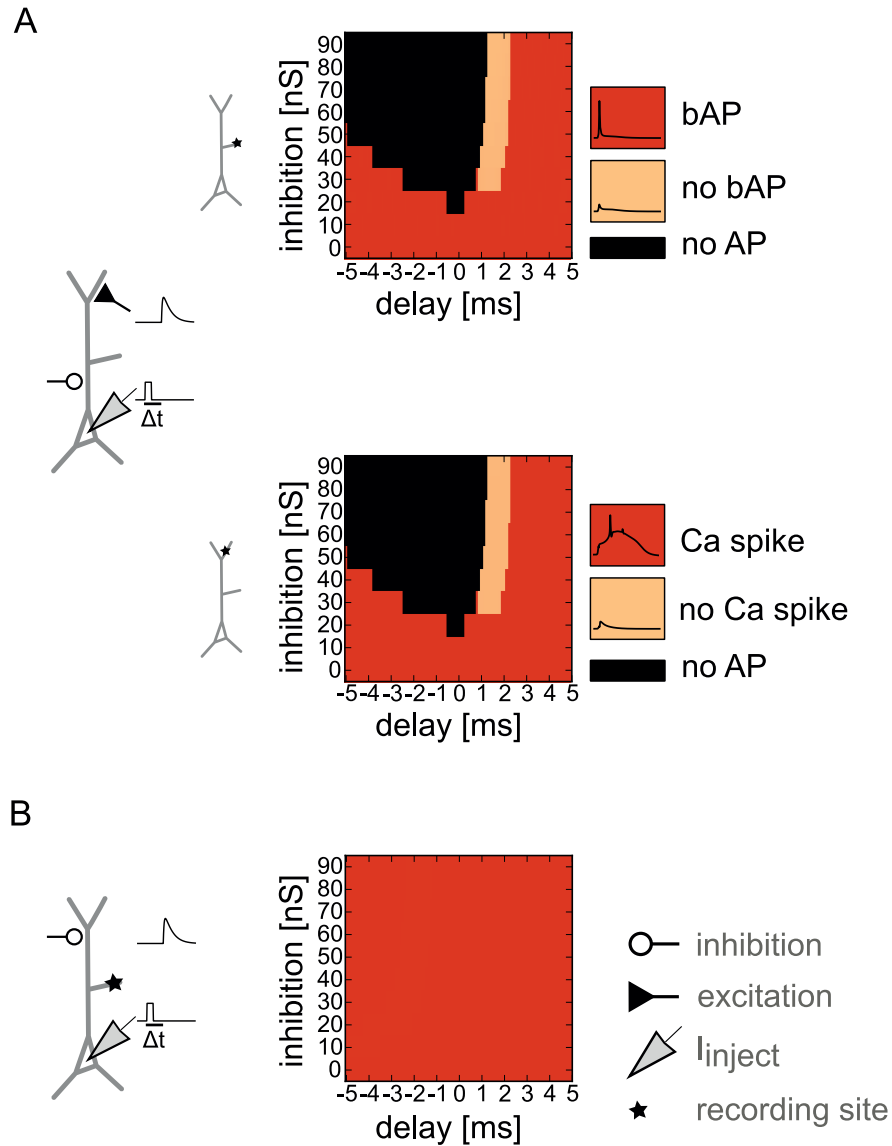 A
inhibition [nS]
90
80
70
60
50
40
30
20
10
0
-5 -4 -3 -2 -1 0 1 2 3 4 5
delay [ms]
bAP
no bAP
no AP
Δt
inhibition [nS]
90
80
70
60
50
40
30
20
10
0
-5 -4 -3 -2 -1 0 1 2 3 4 5
delay [ms]
Ca spike
no Ca spike
no AP
B
Δt
inhibition [nS]
90
80
70
60
50
40
30
20
10
0
-5 -4 -3 -2 -1 0 1 2 3 4 5
delay [ms]
inhibition
excitation
Iinject
recording site